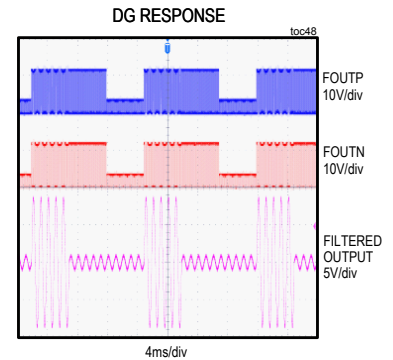 DG RESPONSE
toc48
FOUTP
10V/div
FOUTN
10V/div
FILTERED
OUTPUT
5V/div
4ms/div